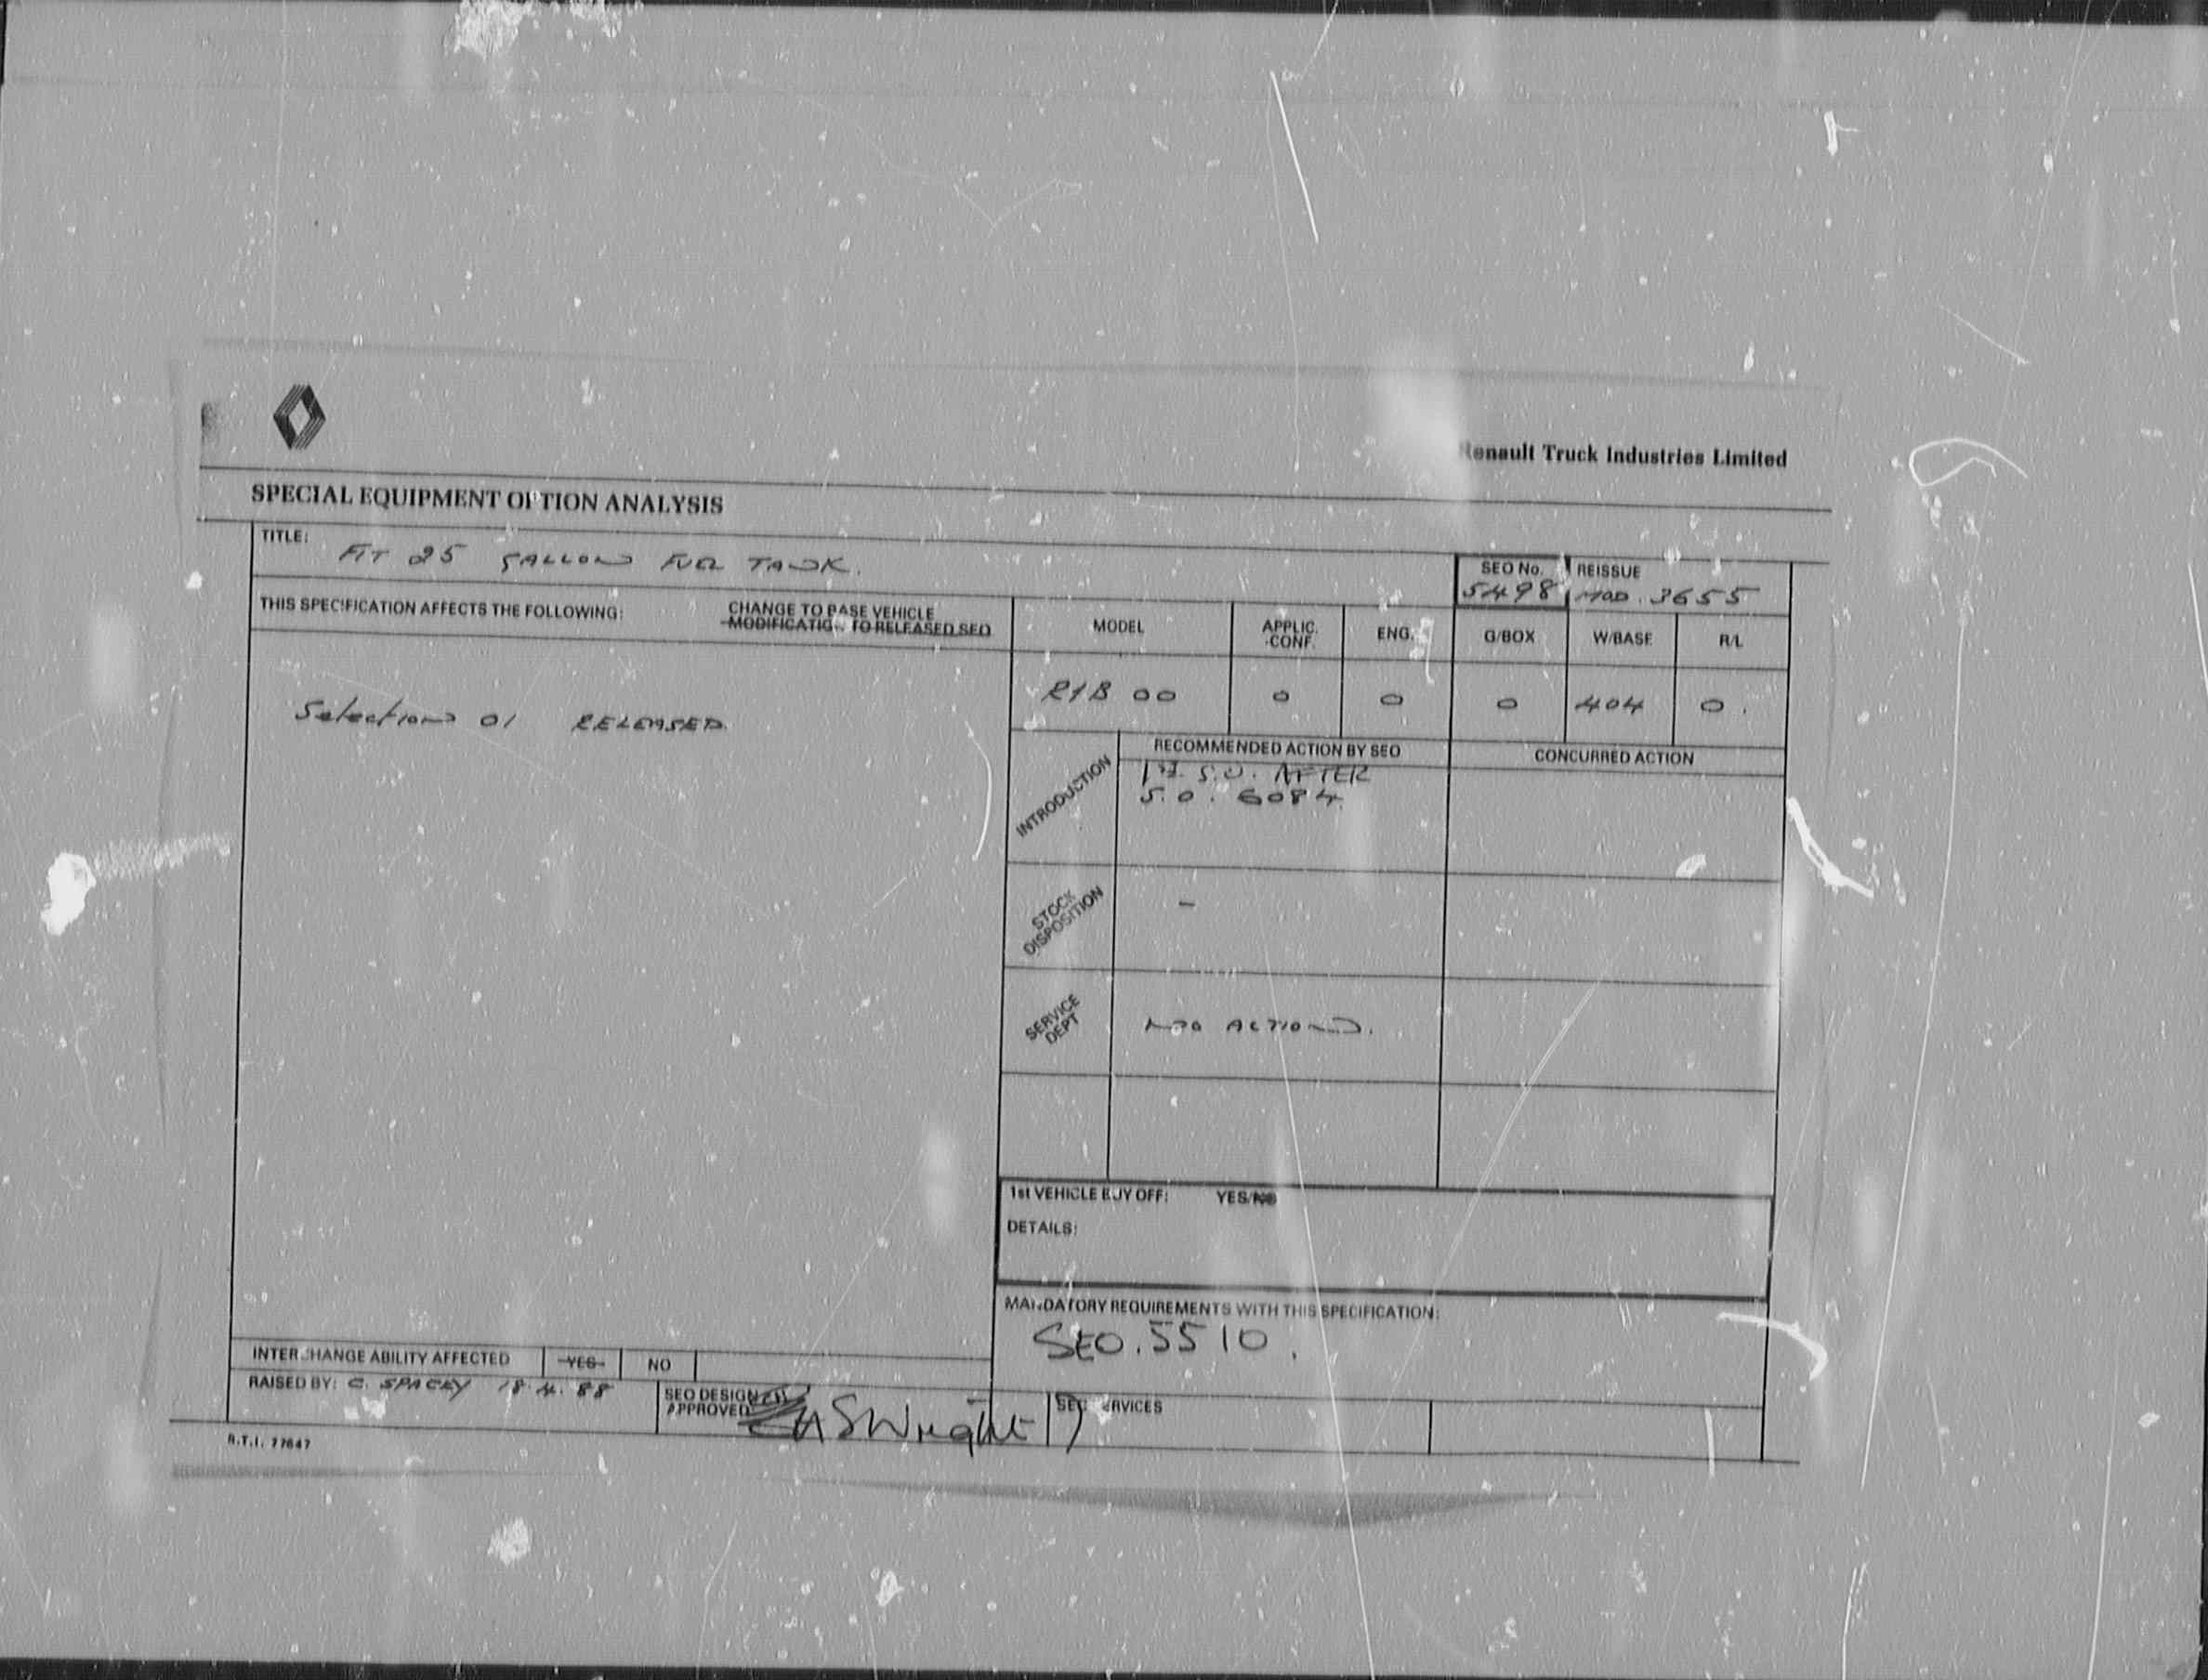 Renault Truck Industries Limited
SPECIAL EQUIPMENT OPTION ANALYSIS
TITLE: FIT 25 GALLON FUEL TANK.
SEO No. 5498
REISSUE MOD. 3655
THIS SPECIFICATION AFFECTS THE FOLLOWING:
CHANGE TO BASE VEHICLE
MODIFICATION TO RELEASED SEO
MODEL APPLIC. CONF. ENG. G/BOX W/BASE R/L
R1B 00 0 0 0 404 0.
Selection 01 RELEASED.
RECOMMENDED ACTION BY SEO
CONCURRED ACTION
INTRODUCTION
1st. S.O. AFTER
S.O. 6084.
STOCK DISPOSITION
-
SERVICE DEPT
NO ACTION.
1st VEHICLE BUY OFF: YES/NO
DETAILS:
MANDATORY REQUIREMENTS WITH THIS SPECIFICATION:
SEO. 5510.
INTERCHANGE ABILITY AFFECTED YES NO
RAISED BY: C. SPACEY 18.4.88
SEO DESIGN
APPROVED
SWright
SEO SERVICES
R.T.I. 77647